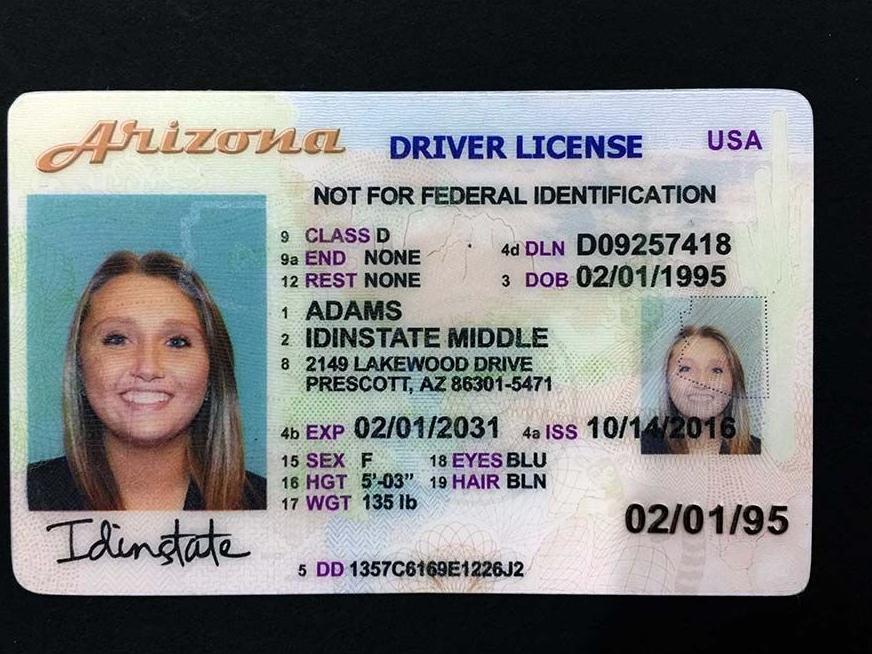 Arizona DRIVER LICENSE USA
NOT FOR FEDERAL IDENTIFICATION
9 CLASS D
9a END NONE
12 REST NONE
4d DLN D09257418
3 DOB 02/01/1995
1 ADAMS
2 IDINSTATE MIDDLE
8 2149 LAKEWOOD DRIVE
PRESCOTT, AZ 86301-5471
4b EXP 02/01/2031 4a ISS 10/14/2016
15 SEX F 18 EYES BLU
16 HGT 5'-03" 19 HAIR BLN
17 WGT 135 lb
02/01/95
Idinstate
5 DD 1357C6169E1226J2